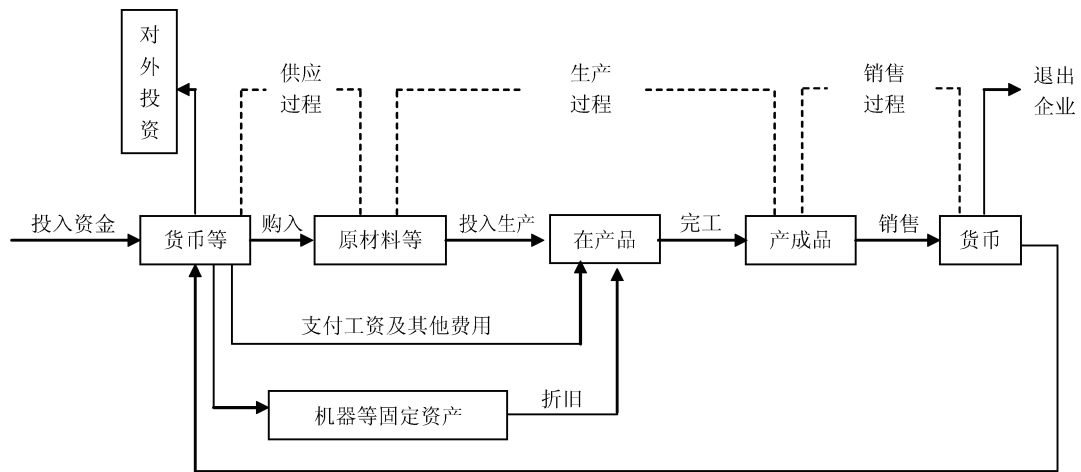 对
外
投
资
供应
过程
生产
过程
销售
过程
退出
企业
投入资金
货币等
购入
原材料等
投入生产
在产品
完工
产成品
销售
货币
支付工资及其他费用
机器等固定资产
折旧